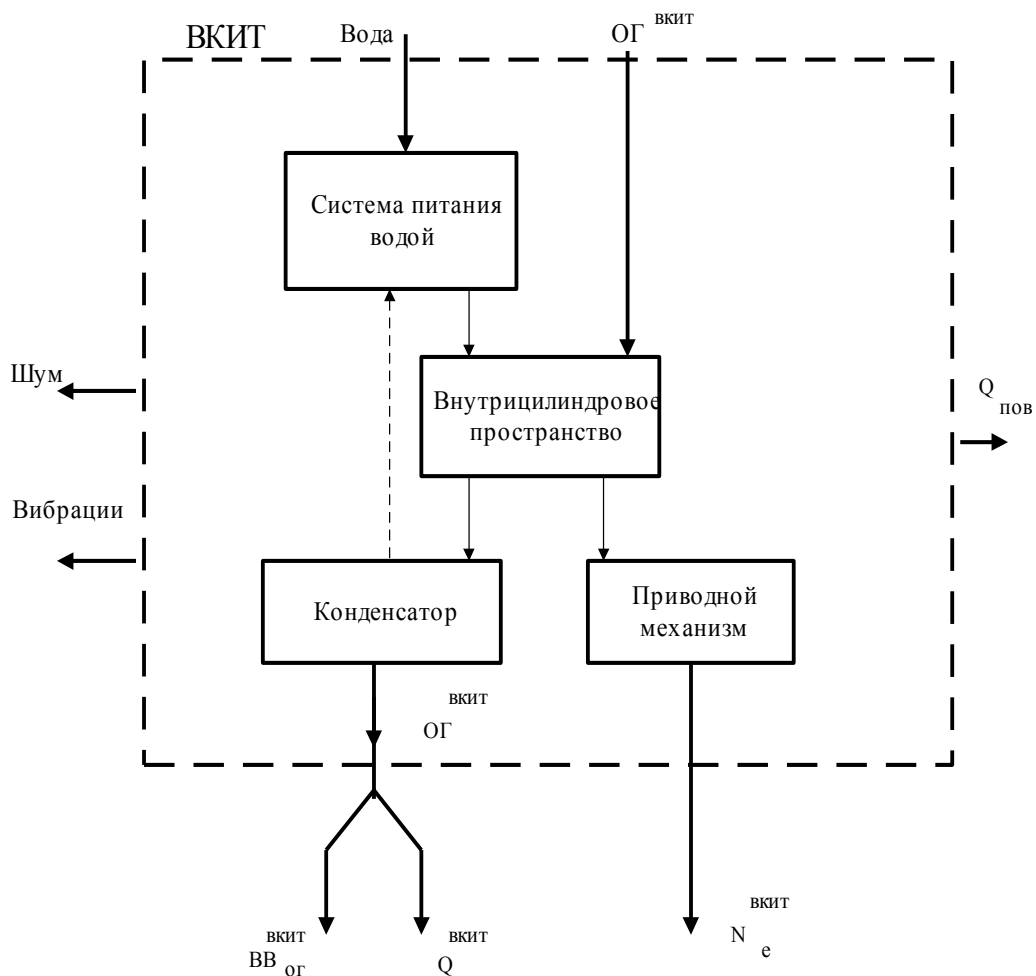 ВКИТ
Вода
ОГ вкит
Система питания
водой
Шум
Внутрицилиндровое
пространство
Q пов
Вибрации
Конденсатор
Приводной
механизм
ОГ вкит
ВВ ог вкит
Q вкит
N е вкит